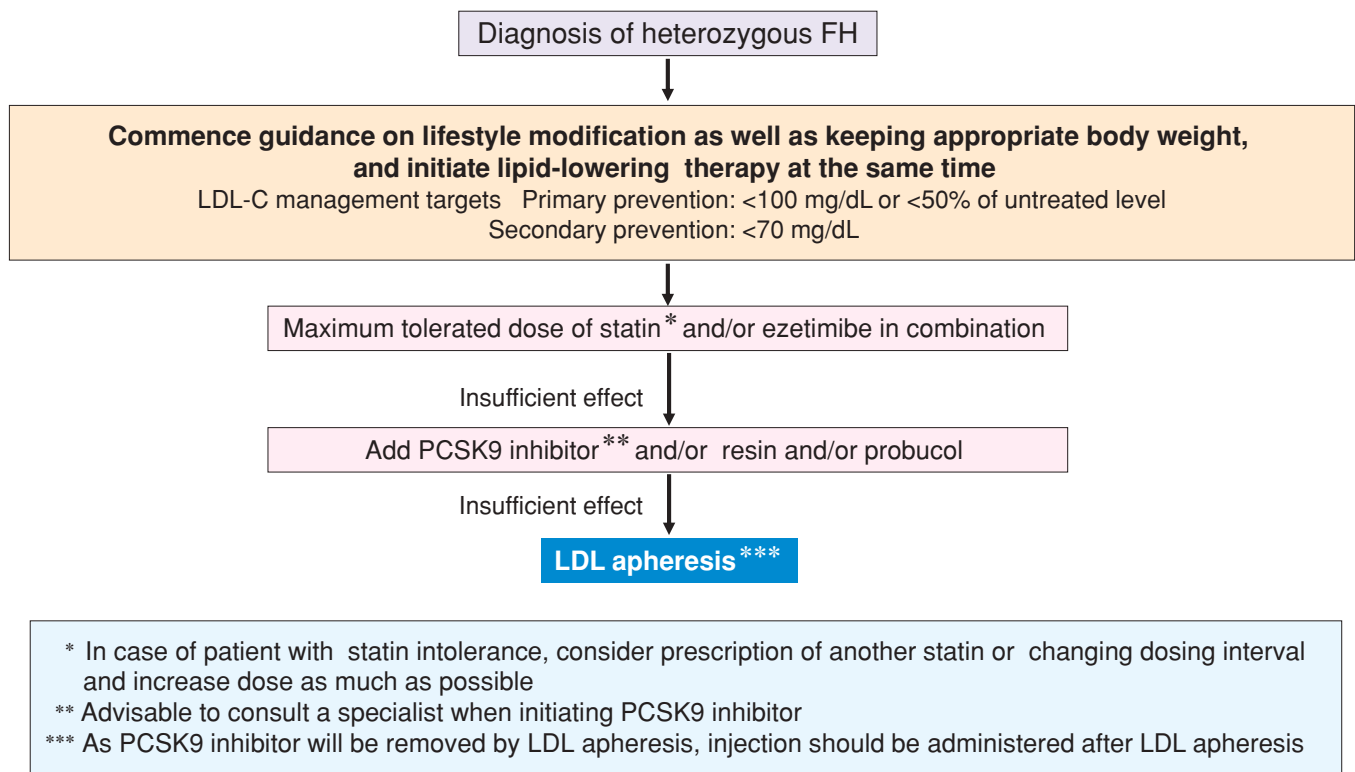 Diagnosis of heterozygous FH
Commence guidance on lifestyle modification as well as keeping appropriate body weight,
and initiate lipid-lowering therapy at the same time
LDL-C management targets Primary prevention: <100 mg/dL or <50% of untreated level
Secondary prevention: <70 mg/dL
Maximum tolerated dose of statin* and/or ezetimibe in combination
Insufficient effect
Add PCSK9 inhibitor** and/or resin and/or probucol
Insufficient effect
LDL apheresis***
* In case of patient with statin intolerance, consider prescription of another statin or changing dosing interval
and increase dose as much as possible
** Advisable to consult a specialist when initiating PCSK9 inhibitor
*** As PCSK9 inhibitor will be removed by LDL apheresis, injection should be administered after LDL apheresis